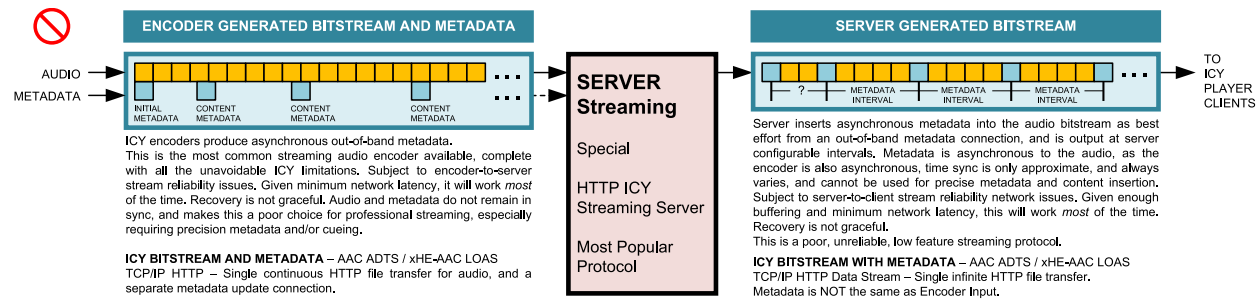 ENCODER GENERATED BITSTREAM AND METADATA
AUDIO
METADATA
INITIAL
METADATA
CONTENT
METADATA
CONTENT
METADATA
CONTENT
METADATA
ICY encoders produce asynchronous out-of-band metadata.
This is the most common streaming audio encoder available, complete
with all the unavoidable ICY limitations. Subject to encoder-to-server
stream reliability issues. Given minimum network latency, it will work most
of the time. Recovery is not graceful. Audio and metadata do not remain in
sync, and makes this a poor choice for professional streaming, especially
requiring precision metadata and/or cueing.
ICY BITSTREAM AND METADATA – AAC ADTS / xHE-AAC LOAS
TCP/IP HTTP – Single continuous HTTP file transfer for audio, and a
separate metadata update connection.
SERVER
Streaming
Special
HTTP ICY
Streaming Server
Most Popular
Protocol
SERVER GENERATED BITSTREAM
?
METADATA
INTERVAL
METADATA
INTERVAL
METADATA
INTERVAL
TO
ICY
PLAYER
CLIENTS
Server inserts asynchronous metadata into the audio bitstream as best
effort from an out-of-band metadata connection, and is output at server
configurable intervals. Metadata is asynchronous to the audio, as the
encoder is also asynchronous, time sync is only approximate, and always
varies, and cannot be used for precise metadata and content insertion.
Subject to server-to-client stream reliability network issues. Given enough
buffering and minimum network latency, this will work most of the time.
Recovery is not graceful.
This is a poor, unreliable, low feature streaming protocol.
ICY BITSTREAM WITH METADATA – AAC ADTS / xHE-AAC LOAS
TCP/IP HTTP Data Stream – Single infinite HTTP file transfer.
Metadata is NOT the same as Encoder Input.